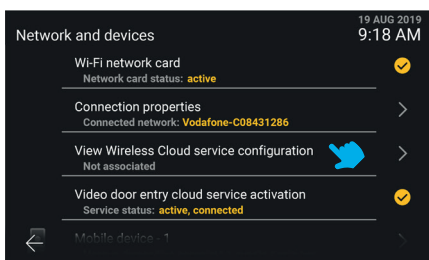 19 AUG 2019
Network and devices
9:18 AM
Wi-Fi network card
Network card status: active
Connection properties
Connected network: Vodafone-C08431286
View Wireless Cloud service configuration
Not associated
Video door entry cloud service activation
Service status: active, connected
Mobile device - 1